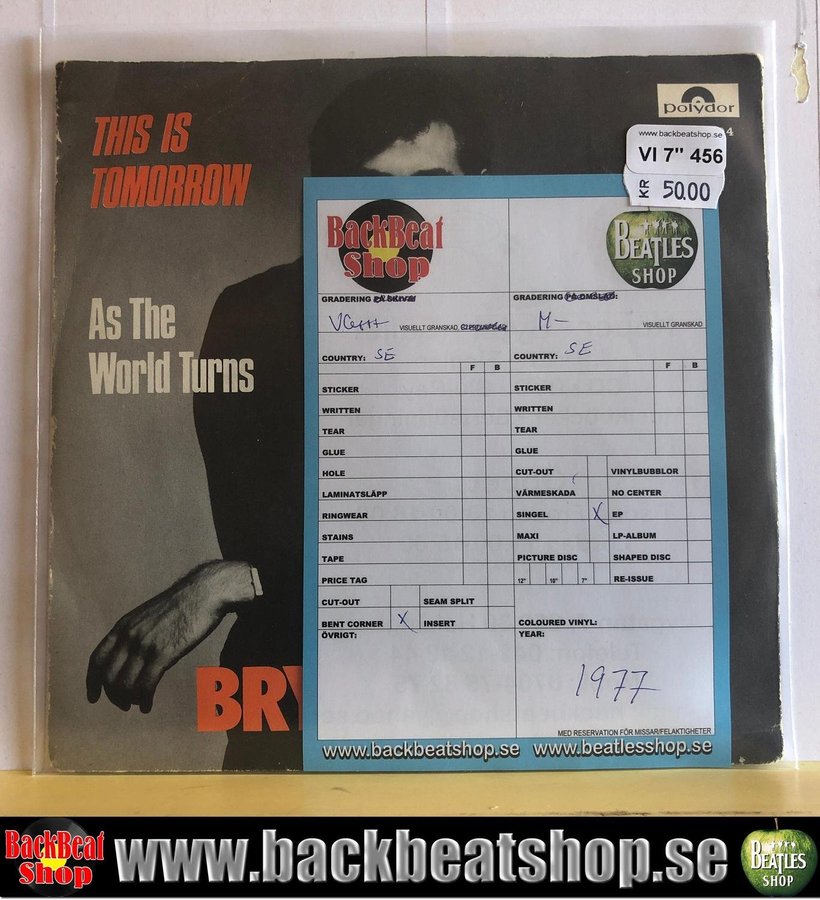 THIS IS
TOMORROW
As The
World Turns
BRY
polydor
4
www.backbeatshop.se
VI 7" 456
KR 50.00
BackBeat
Shop
BEATLES
SHOP
GRADERING
VG+++ VISUELLT GRANSKAD,
COUNTRY: SE
F B
STICKER
WRITTEN
TEAR
GLUE
HOLE
LAMINATSLÄPP
RINGWEAR
STAINS
TAPE
PRICE TAG
CUT-OUT SEAM SPLIT
BENT CORNER X INSERT
ÖVRIGT:
GRADERING PÅ OMSLAG:
M- VISUELLT GRANSKAD
COUNTRY: SE
F B
STICKER
WRITTEN
TEAR
GLUE
CUT-OUT VINYLBUBBLOR
VÄRMESKADA NO CENTER
SINGEL X EP
MAXI LP-ALBUM
PICTURE DISC SHAPED DISC
12" 10" 7" RE-ISSUE
COLOURED VINYL:
YEAR:
1977
MED RESERVATION FÖR MISSAR/FELAKTIGHETER
www.backbeatshop.se www.beatlesshop.se
BackBeat
Shop
www.backbeatshop.se
BEATLES
SHOP